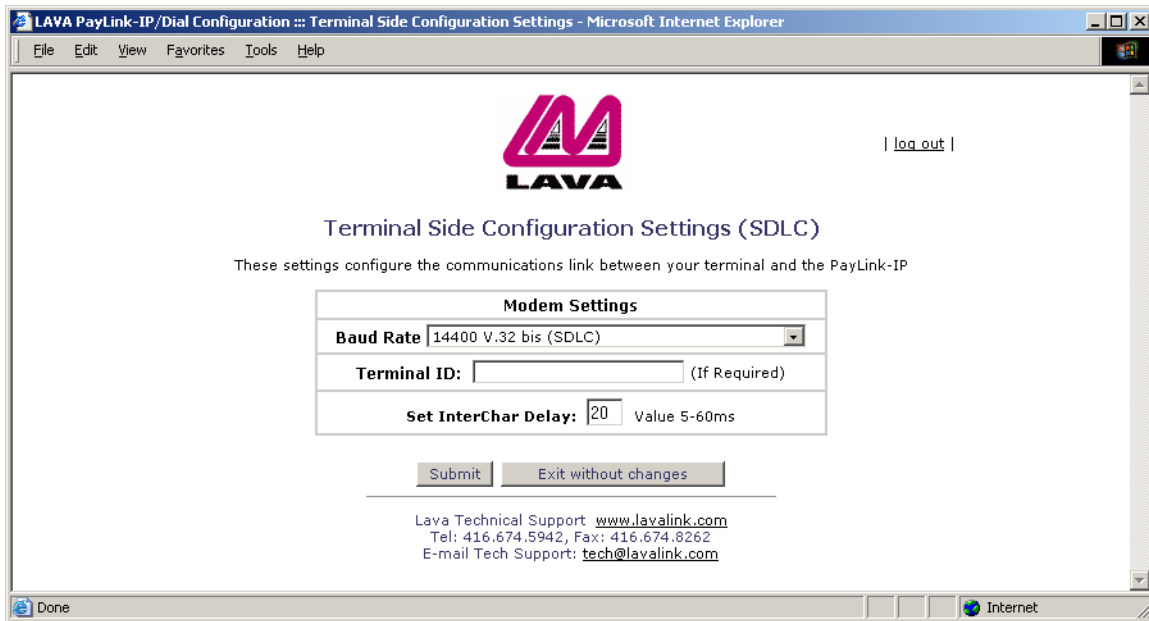 LAVA PayLink-IP/Dial Configuration ::: Terminal Side Configuration Settings - Microsoft Internet Explorer
File Edit View Favorites Tools Help
LAVA
| log out |
Terminal Side Configuration Settings (SDLC)
These settings configure the communications link between your terminal and the PayLink-IP
Modem Settings
Baud Rate 14400 V.32 bis (SDLC)
Terminal ID: (If Required)
Set InterChar Delay: 20 Value 5-60ms
Submit Exit without changes
Lava Technical Support www.lavalink.com
Tel: 416.674.5942, Fax: 416.674.8262
E-mail Tech Support: tech@lavalink.com
Done Internet